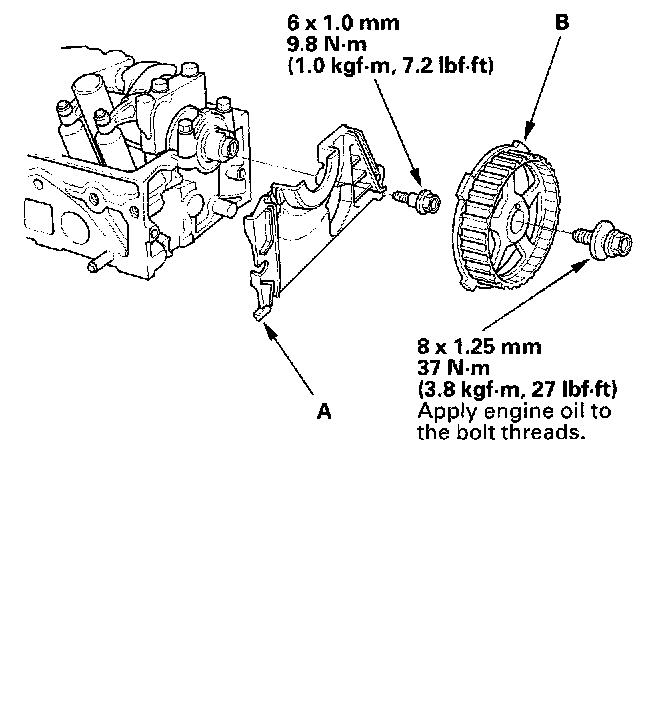 6 x 1.0 mm
9.8 N·m
(1.0 kgf·m, 7.2 lbf·ft)
B
8 x 1.25 mm
37 N·m
(3.8 kgf·m, 27 lbf·ft)
Apply engine oil to
the bolt threads.
A